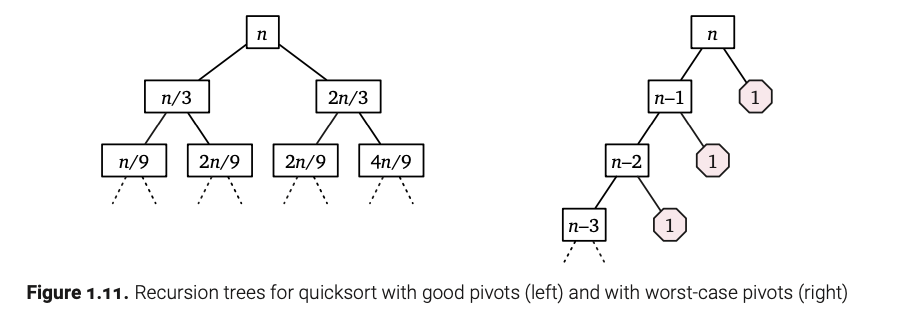 n
n
n/3
2n/3
n–1
1
n/9
2n/9
2n/9
4n/9
n–2
1
n–3
1
Figure 1.11. Recursion trees for quicksort with good pivots (left) and with worst-case pivots (right)